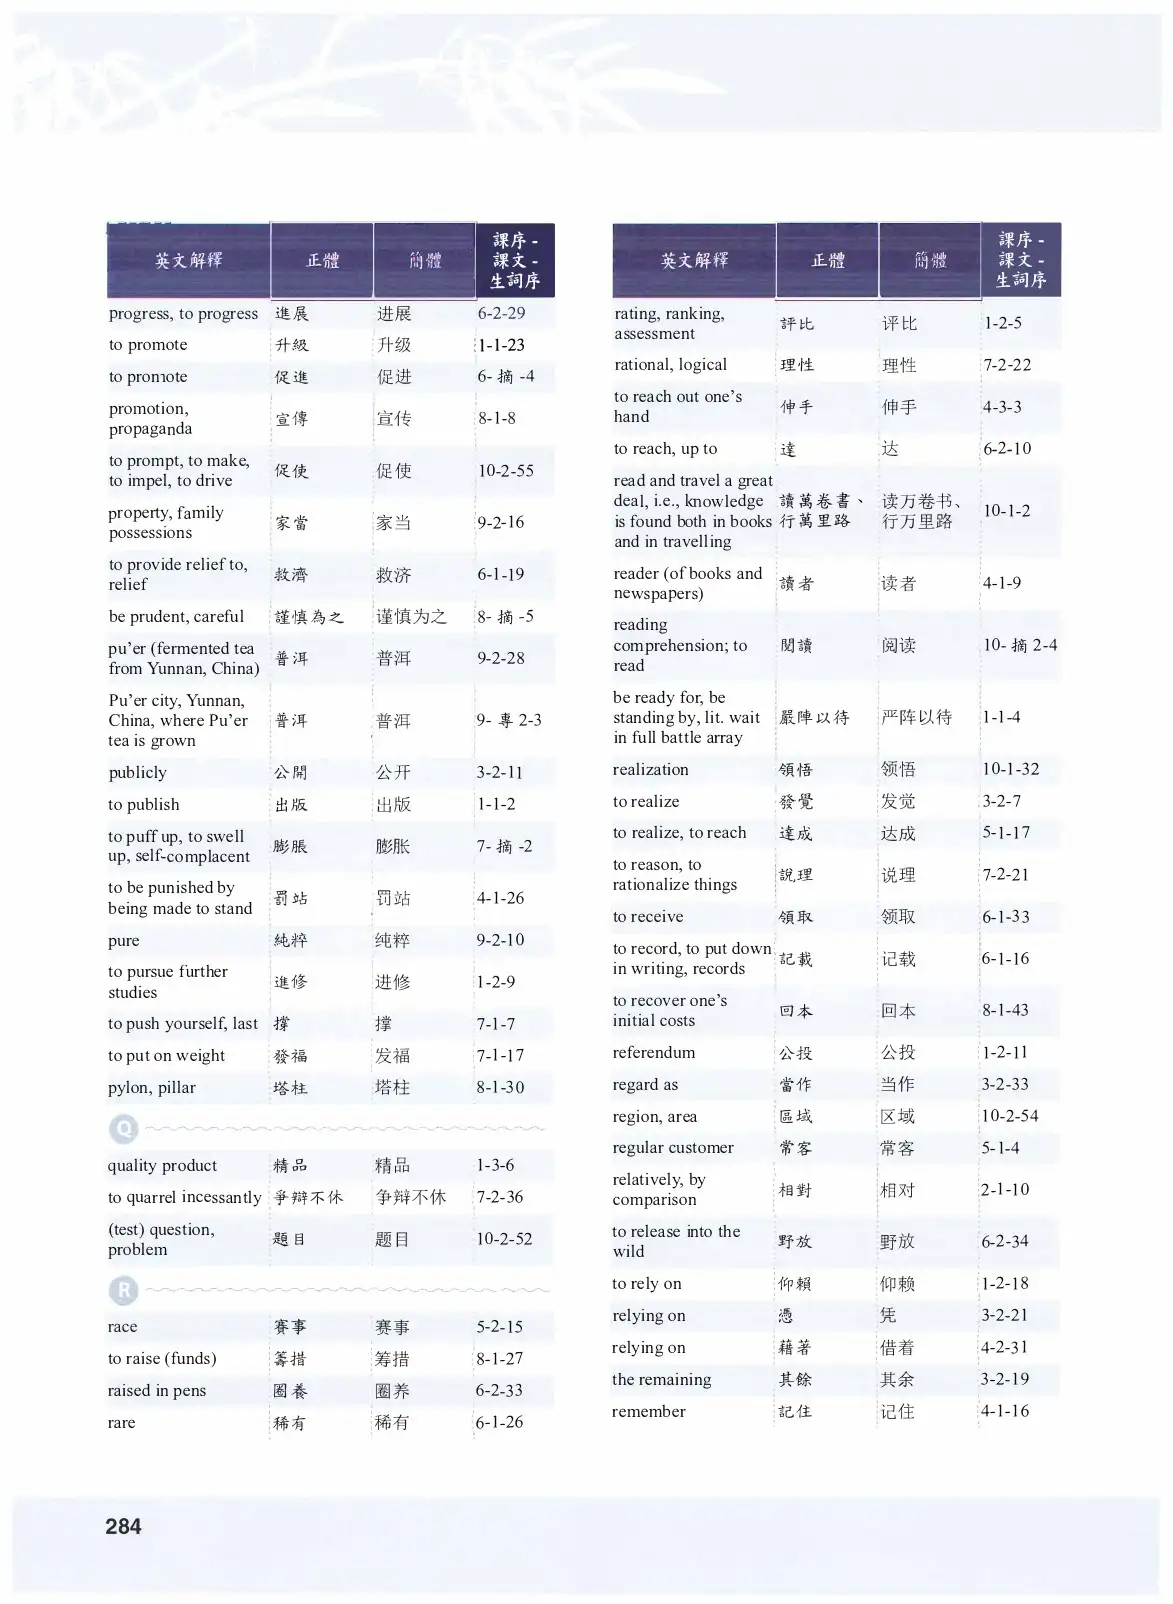 英文解釋 正體 簡體 課序 -
課文 -
生詞序
progress, to progress 進展 进展 6-2-29
to promote 升級 升级 1-1-23
to promote 促進 促进 6- 摘 -4
promotion,
propaganda 宣傳 宣传 8-1-8
to prompt, to make,
to impel, to drive 促使 促使 10-2-55
property, family
possessions 家當 家当 9-2-16
to provide relief to,
relief 救濟 救济 6-1-19
be prudent, careful 謹慎為之 谨慎为之 8- 摘 -5
pu’er (fermented tea
from Yunnan, China) 普洱 普洱 9-2-28
Pu’er city, Yunnan,
China, where Pu’er
tea is grown 普洱 普洱 9- 專 2-3
publicly 公開 公开 3-2-11
to publish 出版 出版 1-1-2
to puff up, to swell
up, self-complacent 膨脹 膨胀 7- 摘 -2
to be punished by
being made to stand 罰站 罚站 4-1-26
pure 純粹 纯粹 9-2-10
to pursue further
studies 進修 进修 1-2-9
to push yourself, last 撐 撑 7-1-7
to put on weight 發福 发福 7-1-17
pylon, pillar 塔柱 塔柱 8-1-30
Q
quality product 精品 精品 1-3-6
to quarrel incessantly 爭辯不休 争辩不休 7-2-36
(test) question,
problem 題目 题目 10-2-52
R
race 賽事 赛事 5-2-15
to raise (funds) 籌措 筹措 8-1-27
raised in pens 圈養 圈养 6-2-33
rare 稀有 稀有 6-1-26
英文解釋 正體 簡體 課序 -
課文 -
生詞序
rating, ranking,
assessment 評比 评比 1-2-5
rational, logical 理性 理性 7-2-22
to reach out one’s
hand 伸手 伸手 4-3-3
to reach, up to 達 达 6-2-10
read and travel a great
deal, i.e., knowledge 讀萬卷書、 读万卷书、
is found both in books 行萬里路 行万里路 10-1-2
and in travelling
reader (of books and
newspapers) 讀者 读者 4-1-9
reading
comprehension; to 閱讀 阅读 10- 摘 2-4
read
be ready for, be
standing by, lit. wait 嚴陣以待 严阵以待 1-1-4
in full battle array
realization 領悟 领悟 10-1-32
to realize 發覺 发觉 3-2-7
to realize, to reach 達成 达成 5-1-17
to reason, to
rationalize things 說理 说理 7-2-21
to receive 領取 领取 6-1-33
to record, to put down
in writing, records 記載 记载 6-1-16
to recover one’s
initial costs 回本 回本 8-1-43
referendum 公投 公投 1-2-11
regard as 當作 当作 3-2-33
region, area 區域 区域 10-2-54
regular customer 常客 常客 5-1-4
relatively, by
comparison 相對 相对 2-1-10
to release into the
wild 野放 野放 6-2-34
to rely on 仰賴 仰赖 1-2-18
relying on 憑 凭 3-2-21
relying on 藉著 借着 4-2-31
the remaining 其餘 其余 3-2-19
remember 記住 记住 4-1-16
284